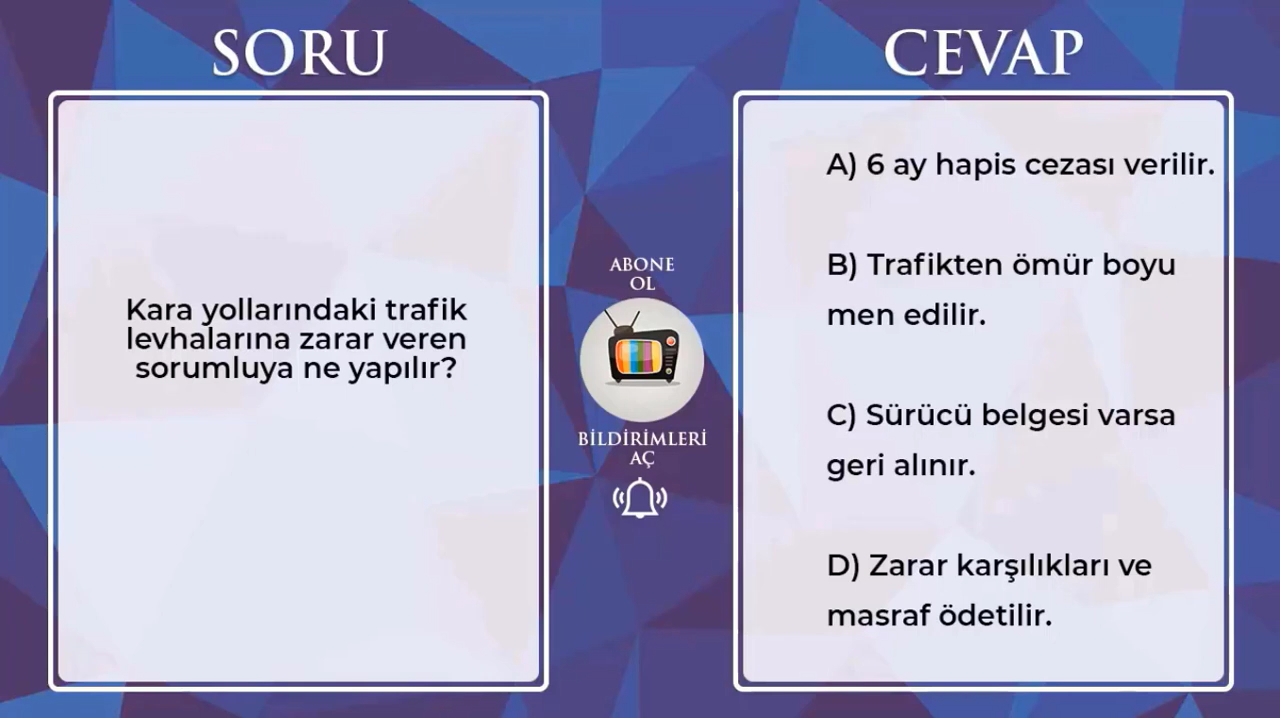 SORU
Kara yollarındaki trafik
levhalarına zarar veren
sorumluya ne yapılır?
ABONE
OL
BİLDİRİMLERİ
AÇ
CEVAP
A) 6 ay hapis cezası verilir.
B) Trafikten ömür boyu
men edilir.
C) Sürücü belgesi varsa
geri alınır.
D) Zarar karşılıkları ve
masraf ödetilir.